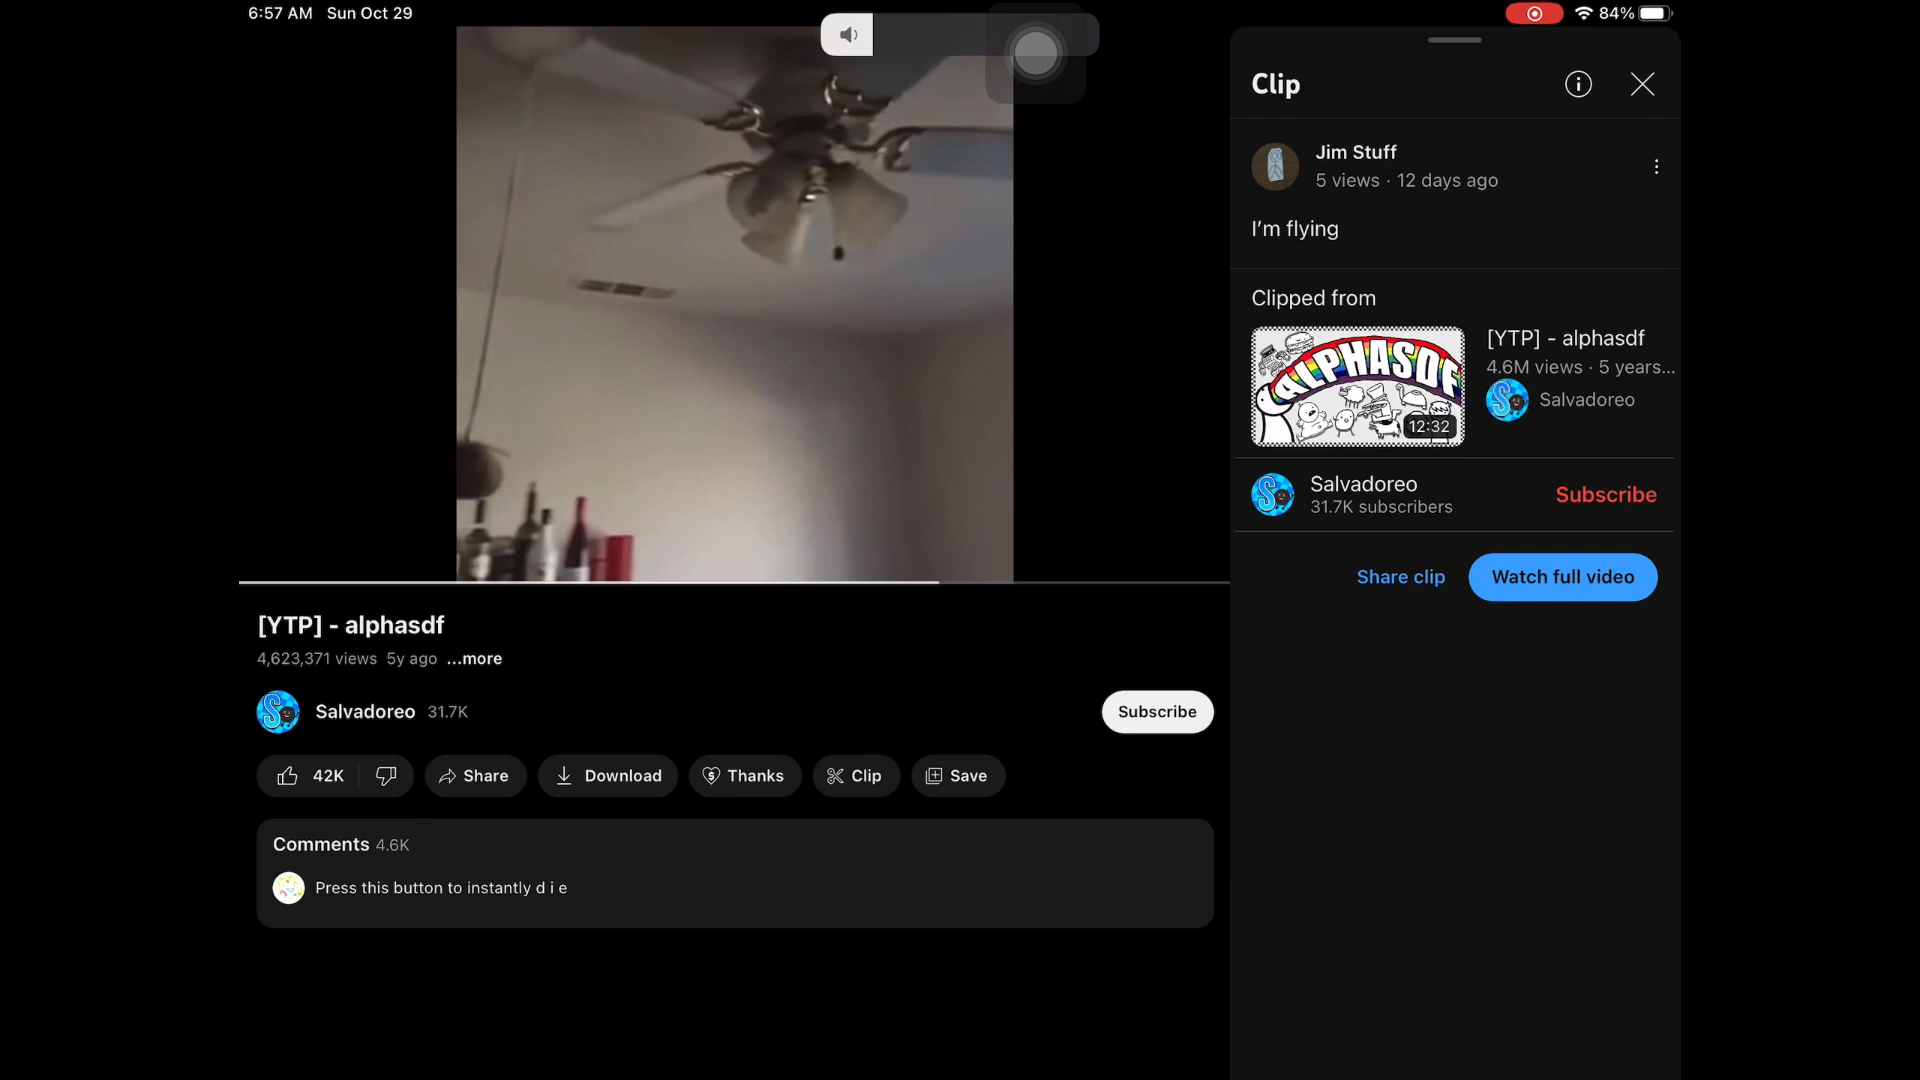 6:57 AM Sun Oct 29
84%
Clip
Jim Stuff
5 views · 12 days ago
I'm flying
Clipped from
ALPHASDF
12:32
[YTP] - alphasdf
4.6M views · 5 years...
Salvadoreo
Salvadoreo
31.7K subscribers
Subscribe
Share clip
Watch full video
[YTP] - alphasdf
4,623,371 views 5y ago ...more
Salvadoreo 31.7K
Subscribe
42K
Share
Download
Thanks
Clip
Save
Comments 4.6K
Press this button to instantly d i e